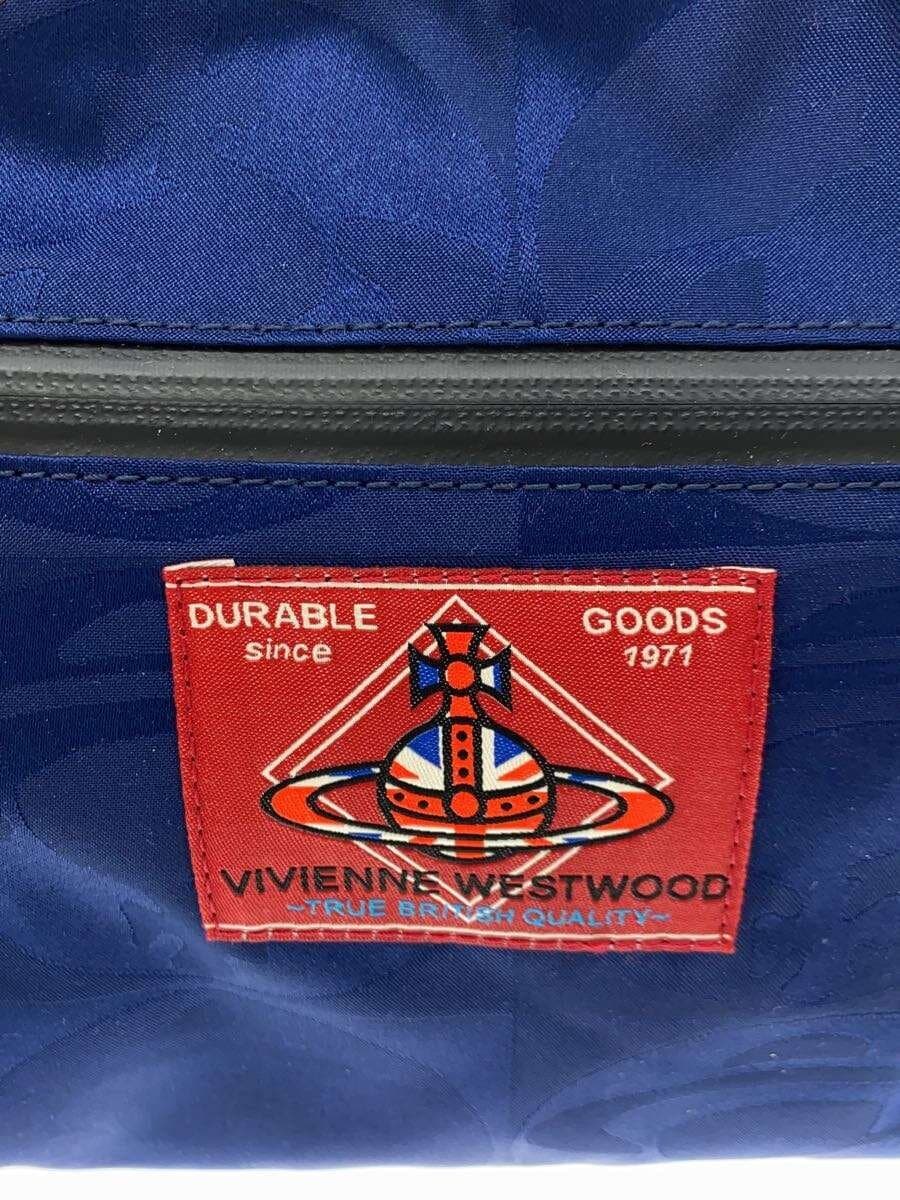 DURABLE GOODS
since 1971
VIVIENNE WESTWOOD
~TRUE BRITISH QUALITY~